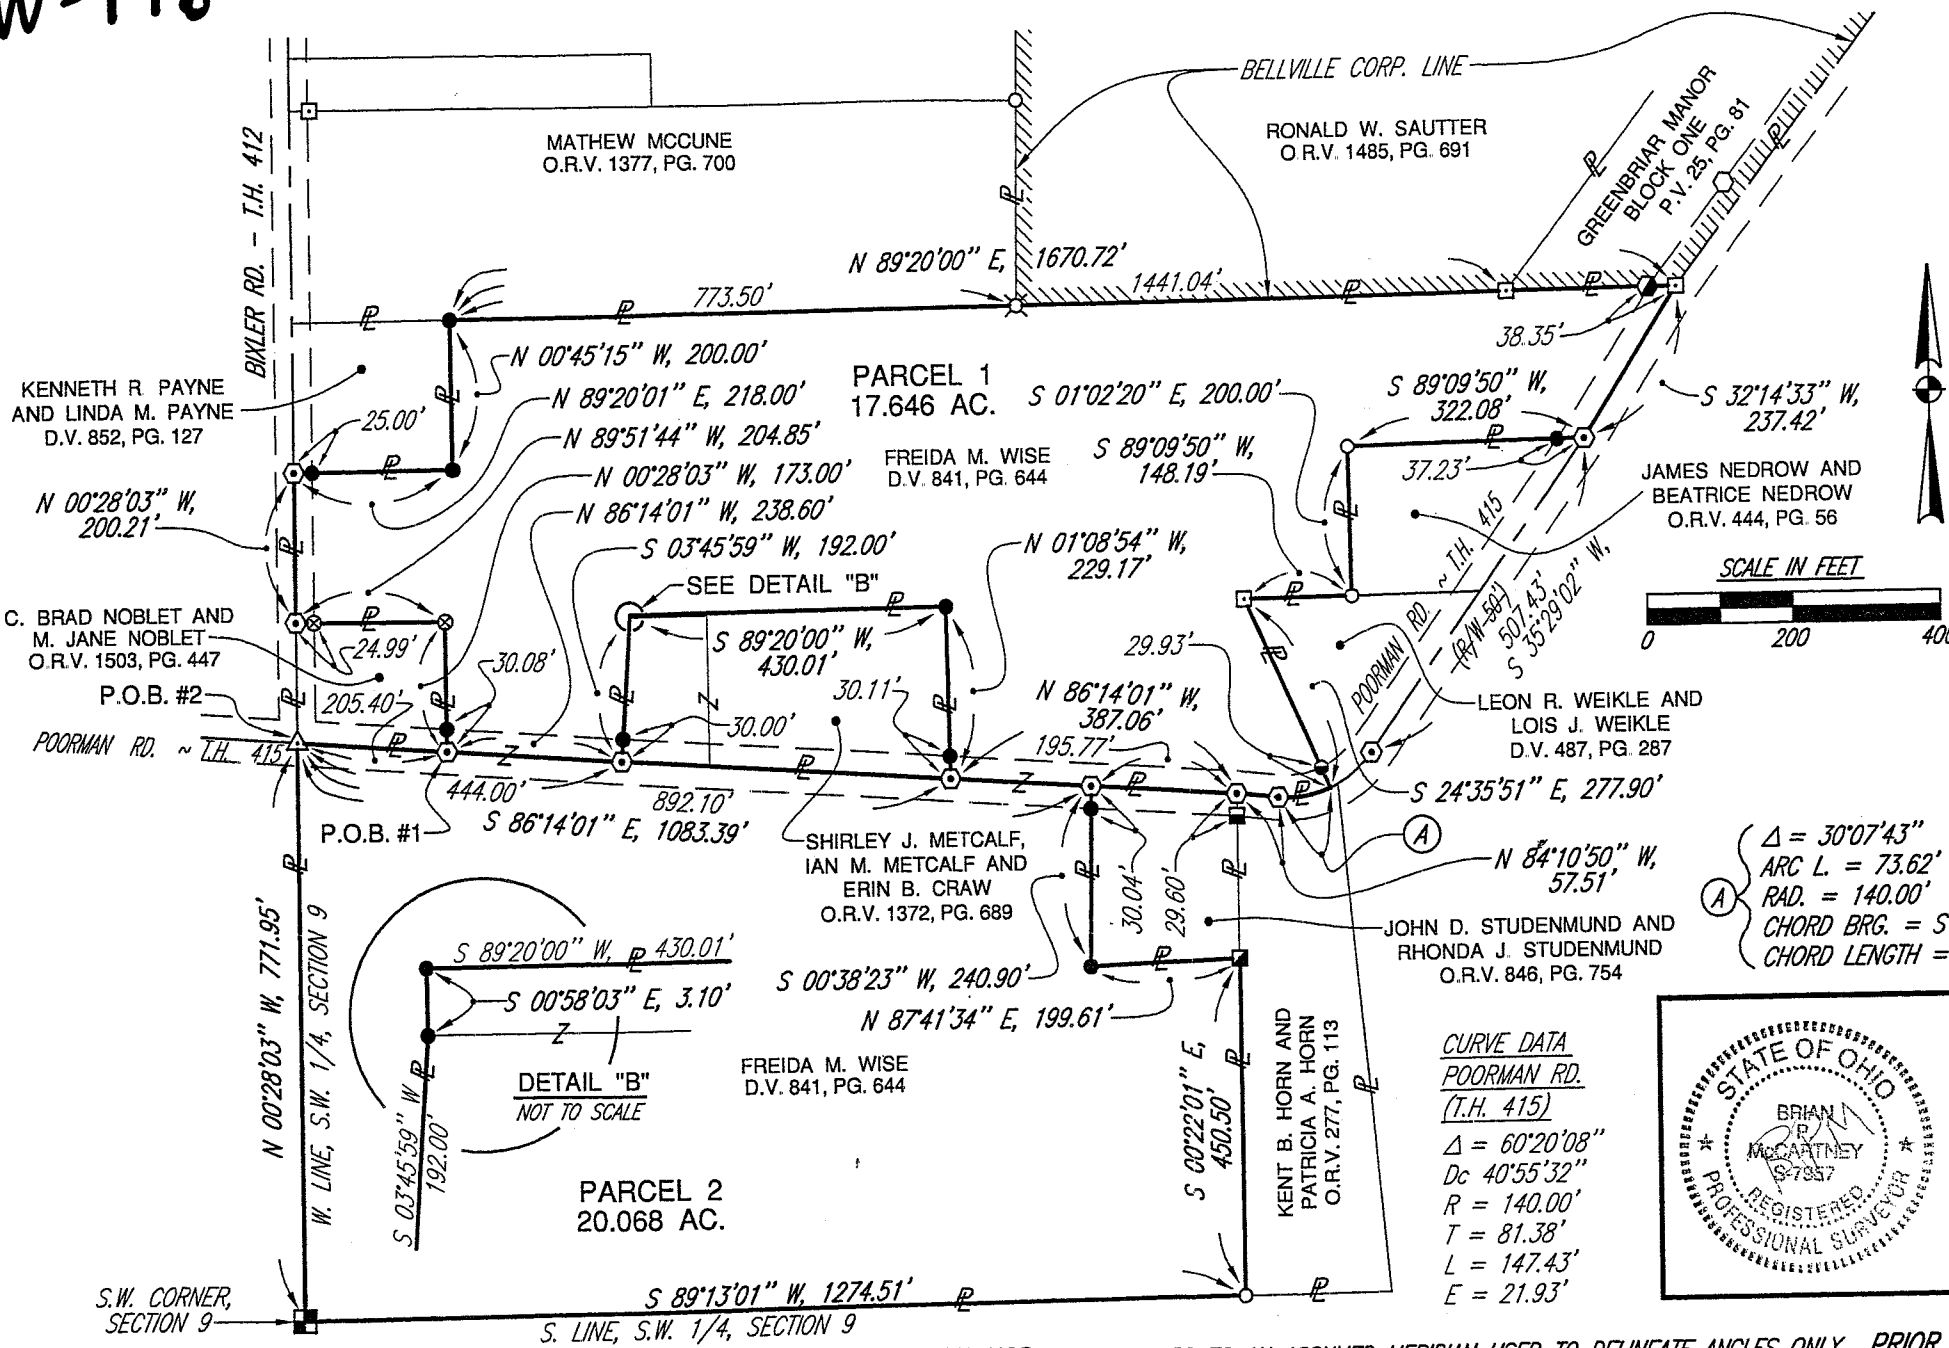 W-
BELLVILLE CORP. LINE
MATHEW MCCUNE
O.R.V. 1377, PG. 700
RONALD W. SAUTTER
O.R.V. 1485, PG. 691
GREENBRIAR MANOR
BLOCK ONE
P.V. 25, PG. 81
BIXLER RD. - T.H. 412
N 89°20'00" E, 1670.72'
773.50'
1441.04'
38.35'
N 00°45'15" W, 200.00'
PARCEL 1
17.646 AC.
KENNETH R PAYNE
AND LINDA M. PAYNE
D.V. 852, PG. 127
25.00'
N 89°20'01" E, 218.00'
S 01°02'20" E, 200.00'
S 89°09'50" W,
322.08'
S 32°14'33" W,
237.42'
N 89°51'44" W, 204.85'
FREIDA M. WISE
D.V. 841, PG. 644
S 89°09'50" W,
148.19'
37.23'
JAMES NEDROW AND
BEATRICE NEDROW
O.R.V. 444, PG. 56
N 00°28'03" W, 173.00'
N 00°28'03" W,
200.21'
N 86°14'01" W, 238.60'
S 03°45'59" W, 192.00'
N 01°08'54" W,
229.17'
SCALE IN FEET
0 200 400
SEE DETAIL "B"
C. BRAD NOBLET AND
M. JANE NOBLET
O.R.V. 1503, PG. 447
24.99'
30.08'
S 89°20'00" W,
430.01'
29.93'
POORMAN RD. ~ T.H. 415
(R/W-50')
507.43'
S 35°29'02" W,
P.O.B. #2
205.40'
30.00'
30.11'
N 86°14'01" W,
387.06'
195.77'
LEON R. WEIKLE AND
LOIS J. WEIKLE
D.V. 487, PG. 287
POORMAN RD. ~ T.H. 415
444.00'
892.10'
P.O.B. #1
S 86°14'01" E, 1083.39'
S 24°35'51" E, 277.90'
SHIRLEY J. METCALF,
IAN M. METCALF AND
ERIN B. CRAW
O.R.V. 1372, PG. 689
30.04'
29.60'
A
N 84°10'50" W,
57.51'
A
Δ = 30°07'43"
ARC L. = 73.62'
RAD. = 140.00'
CHORD BRG. = S
CHORD LENGTH =
N 00°28'03" W, 771.95'
W. LINE, S.W. 1/4, SECTION 9
JOHN D. STUDENMUND AND
RHONDA J. STUDENMUND
O.R.V. 846, PG. 754
S 89°20'00" W, 430.01'
S 00°58'03" E, 3.10'
S 00°38'23" W, 240.90'
N 87°41'34" E, 199.61'
Z
DETAIL "B"
NOT TO SCALE
S 03°45'59" W
192.00'
FREIDA M. WISE
D.V. 841, PG. 644
S 00°22'01" E,
450.50'
KENT B. HORN AND
PATRICIA A. HORN
O.R.V. 277, PG. 113
CURVE DATA
POORMAN RD.
(T.H. 415)
Δ = 60°20'08"
Dc 40°55'32"
R = 140.00'
T = 81.38'
L = 147.43'
E = 21.93'
STATE OF OHIO
BRIAN
R
McCARTNEY
S-7957
REGISTERED
PROFESSIONAL SURVEYOR
PARCEL 2
20.068 AC.
S.W. CORNER,
SECTION 9
S 89°13'01" W, 1274.51'
S. LINE, S.W. 1/4, SECTION 9
MERIDIAN USED TO DELINEATE ANGLES ONLY. PRIOR